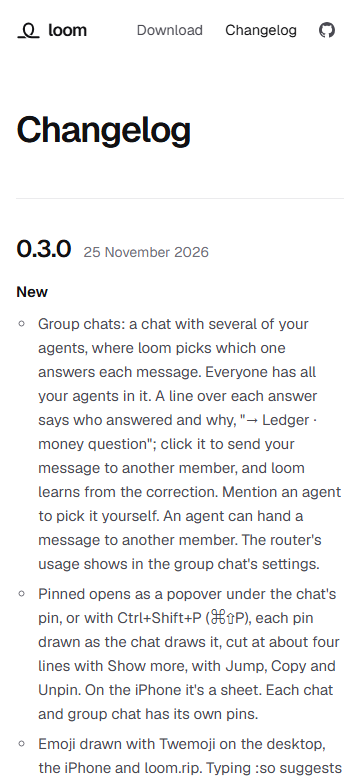 loom Download Changelog
Changelog
0.3.0 25 November 2026
New
Group chats: a chat with several of your
agents, where loom picks which one
answers each message. Everyone has all
your agents in it. A line over each answer
says who answered and why, "→ Ledger ·
money question"; click it to send your
message to another member, and loom
learns from the correction. Mention an agent
to pick it yourself. An agent can hand a
message to another member. The router's
usage shows in the group chat's settings.
Pinned opens as a popover under the chat's
pin, or with Ctrl+Shift+P (⌘⇧P), each pin
drawn as the chat draws it, cut at about four
lines with Show more, with Jump, Copy and
Unpin. On the iPhone it's a sheet. Each chat
and group chat has its own pins.
Emoji drawn with Twemoji on the desktop,
the iPhone and loom.rip. Typing :so suggests